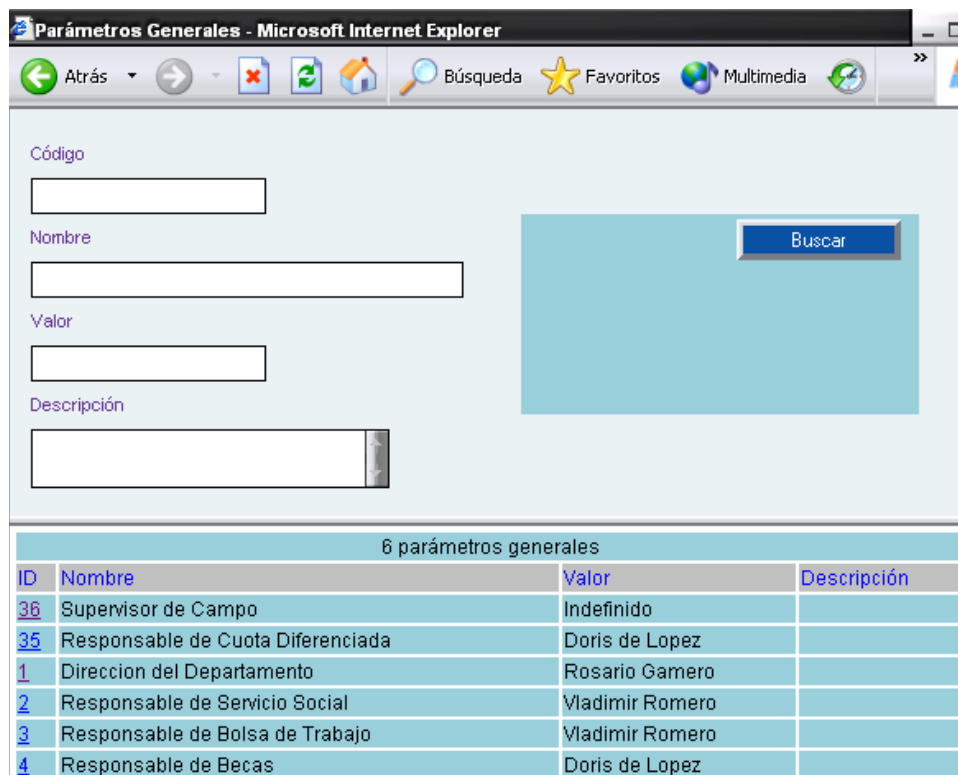 Parámetros Generales - Microsoft Internet Explorer
Atrás Búsqueda Favoritos Multimedia »
Código
Nombre
Buscar
Valor
Descripción
6 parámetros generales
ID Nombre Valor Descripción
36 Supervisor de Campo Indefinido
35 Responsable de Cuota Diferenciada Doris de Lopez
1 Direccion del Departamento Rosario Gamero
2 Responsable de Servicio Social Vladimir Romero
3 Responsable de Bolsa de Trabajo Vladimir Romero
4 Responsable de Becas Doris de Lopez